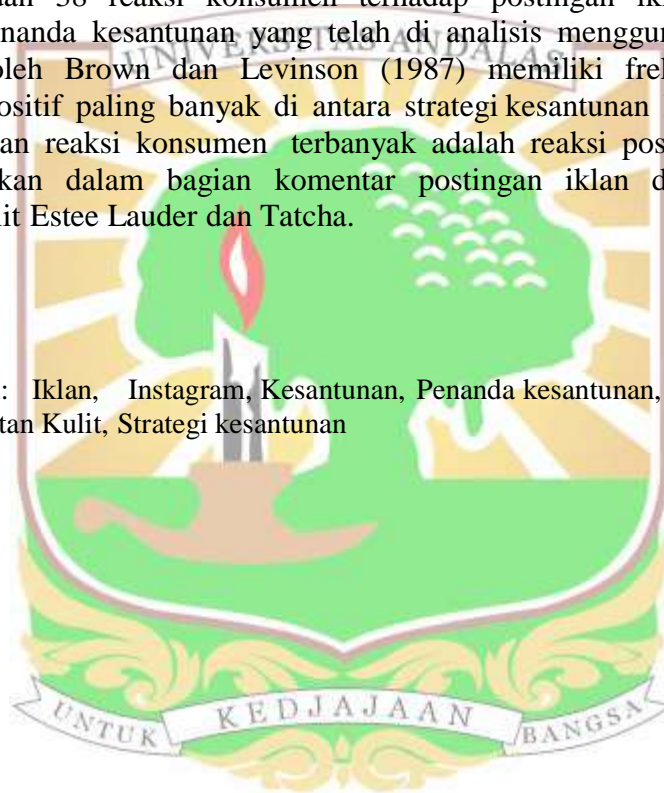 dan 38 reaksi konsumen terhadap postingan ik
nanda kesantunan yang telah di analisis menggun
UNIVERSITAS ANDALAS
oleh Brown dan Levinson (1987) memiliki frek
ositif paling banyak di antara strategi kesantunan
an reaksi konsumen terbanyak adalah reaksi pos
kan dalam bagian komentar postingan iklan d
lit Estee Lauder dan Tatcha.
: Iklan, Instagram, Kesantunan, Penanda kesantunan,
tan Kulit, Strategi kesantunan
UNTUK KEDJAJAAN BANGSA